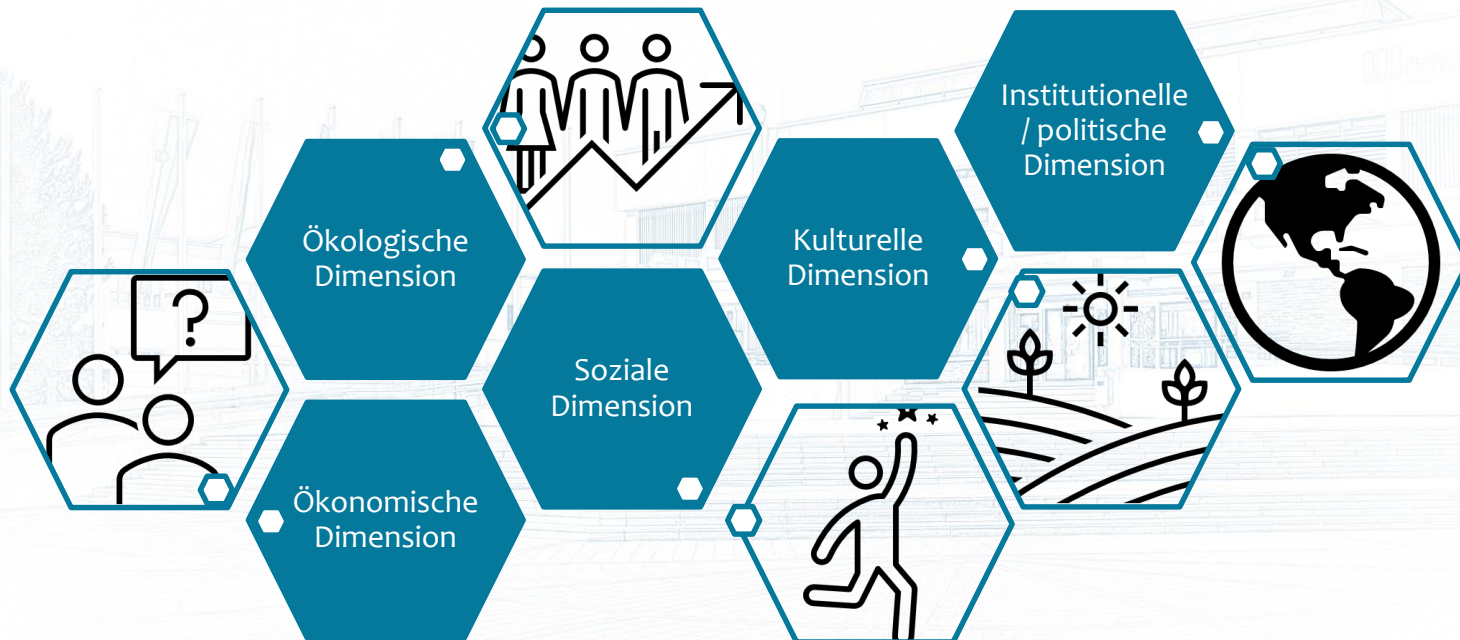 Institutionelle
/ politische
Dimension
Ökologische
Dimension
Kulturelle
Dimension
?
Soziale
Dimension
Ökonomische
Dimension